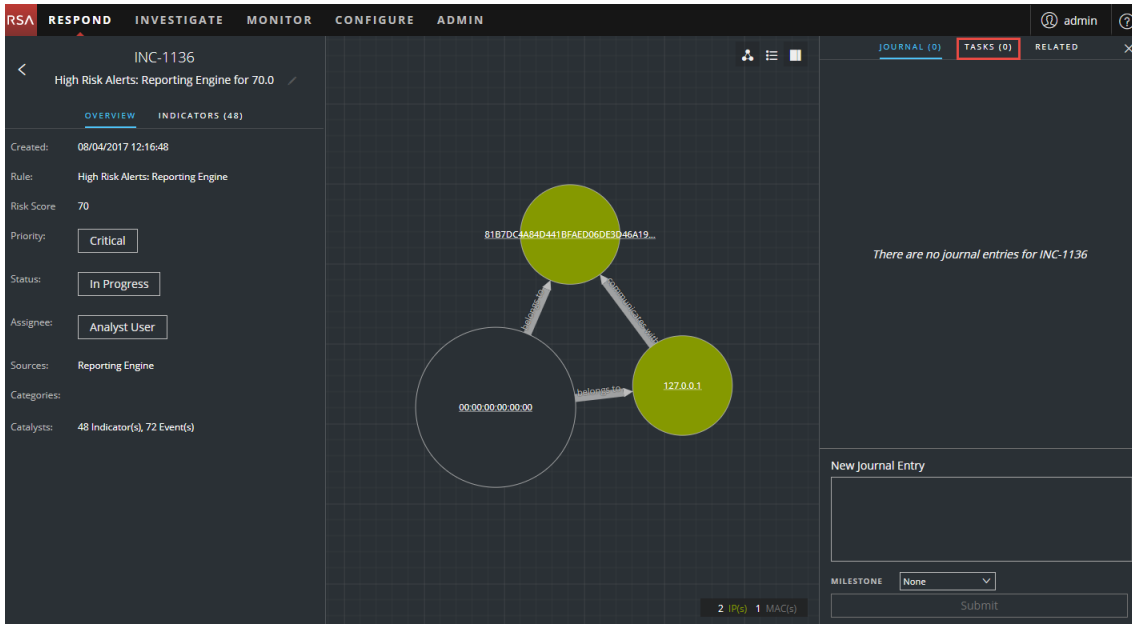 RSA RESPOND INVESTIGATE MONITOR CONFIGURE ADMIN admin ?
INC-1136
High Risk Alerts: Reporting Engine for 70.0
OVERVIEW INDICATORS (48)
Created: 08/04/2017 12:16:48
Rule: High Risk Alerts: Reporting Engine
Risk Score 70
Priority: Critical
Status: In Progress
Assignee: Analyst User
Sources: Reporting Engine
Categories:
Catalysts: 48 Indicator(s), 72 Event(s)
81B7DC4A84D441BFAED06DE3D46A19...
belongs to
communicates with
belongs to
127.0.0.1
00:00:00:00:00:00
2 IP(s) 1 MAC(s)
JOURNAL (0) TASKS (0) RELATED
There are no journal entries for INC-1136
New Journal Entry
MILESTONE None
Submit